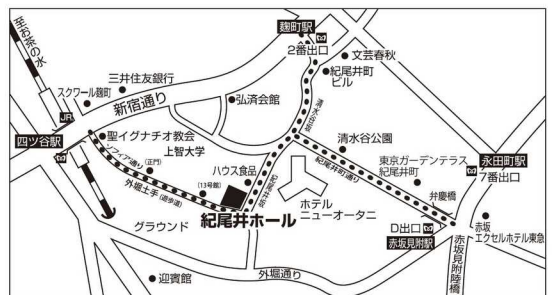 至お茶の水
麹町駅
2番出口
文芸春秋
紀尾井町
ビル
三井住友銀行
スクワール麹町
新宿通り
弘済会館
清水谷坂
JR
四ツ谷駅
聖イグナチオ教会
上智大学
ソフィア通り
(正門)
清水谷公園
紀尾井町通り
東京ガーデンテラス
紀尾井町
永田町駅
7番出口
ハウス食品
(13号館)
外堀土手(遊歩道)
紀尾井坂
弁慶橋
ホテル
ニューオータニ
紀尾井ホール
グラウンド
D出口
赤坂見附駅
赤坂
エクセルホテル東急
赤坂見附陸橋
迎賓館
外堀通り